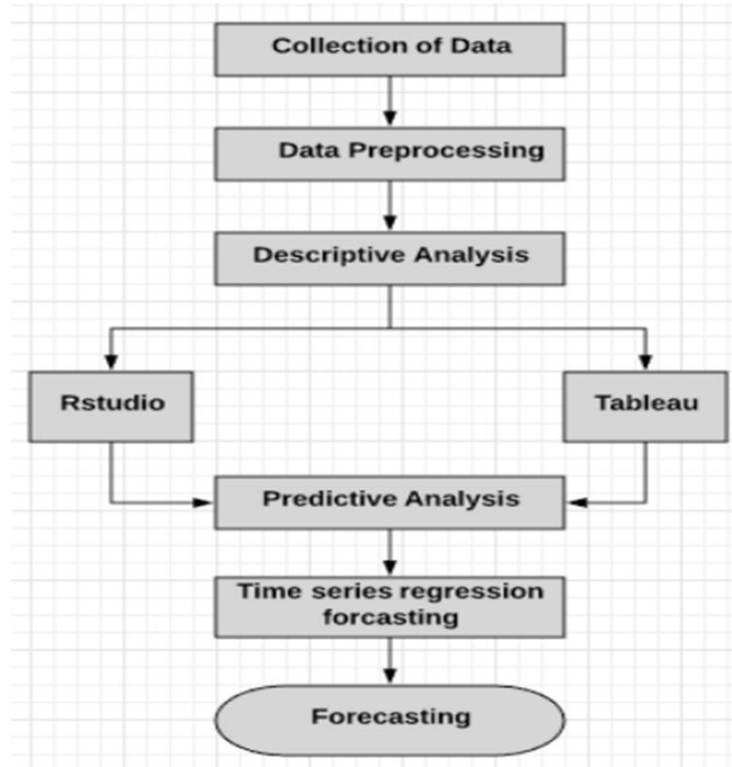 Collection of Data
Data Preprocessing
Descriptive Analysis
Rstudio
Tableau
Predictive Analysis
Time series regression
forcasting
Forecasting